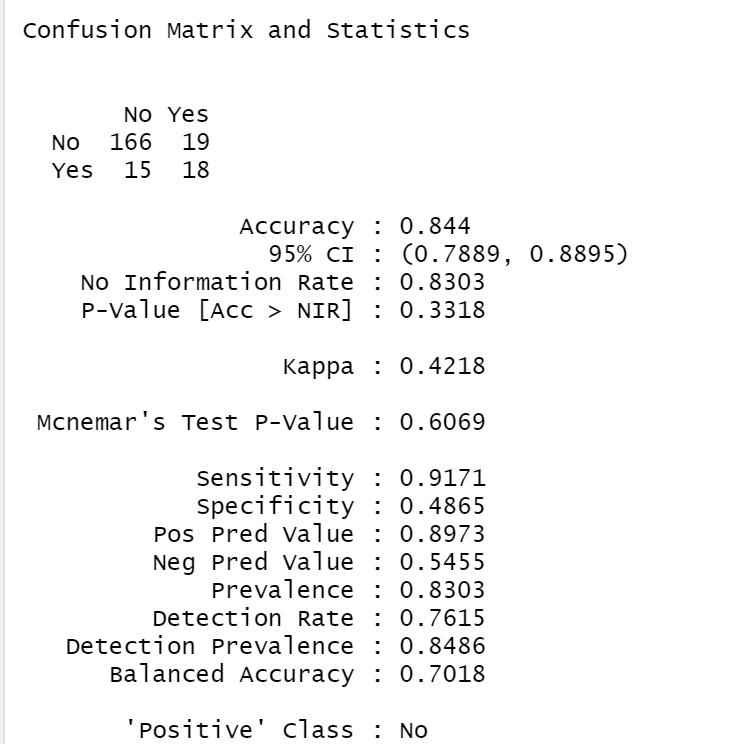 Confusion Matrix and Statistics
No Yes
No 166 19
Yes 15 18
Accuracy : 0.844
95% CI : (0.7889, 0.8895)
No Information Rate : 0.8303
P-Value [Acc > NIR] : 0.3318
Kappa : 0.4218
Mcnemar's Test P-Value : 0.6069
Sensitivity : 0.9171
Specificity : 0.4865
Pos Pred Value : 0.8973
Neg Pred Value : 0.5455
Prevalence : 0.8303
Detection Rate : 0.7615
Detection Prevalence : 0.8486
Balanced Accuracy : 0.7018
'Positive' Class : No